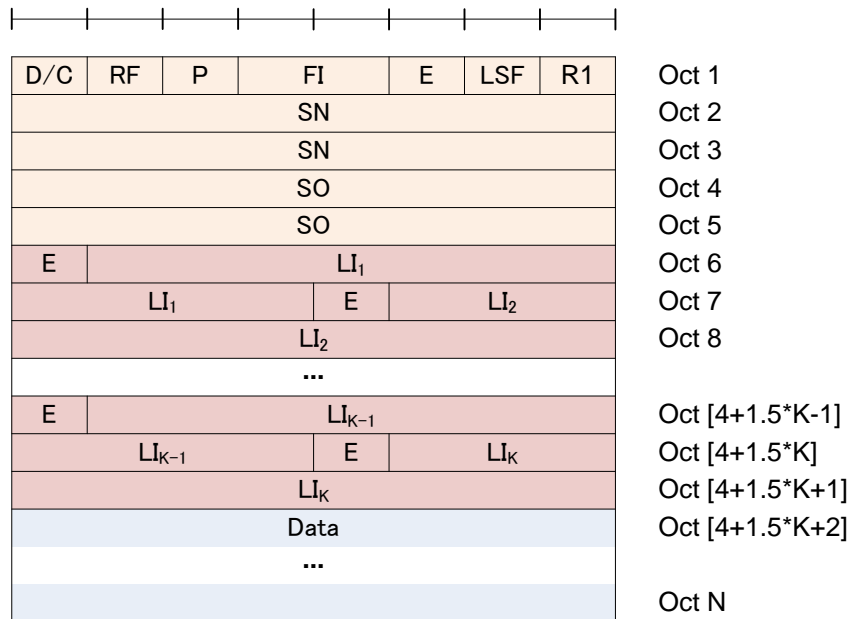 D/C RF P FI E LSF R1 Oct 1
SN Oct 2
SN Oct 3
SO Oct 4
SO Oct 5
E LI₁ Oct 6
LI₁ E LI₂ Oct 7
LI₂ Oct 8
...
E LIK₋₁ Oct [4+1.5*K-1]
LIK₋₁ E LIK Oct [4+1.5*K]
LIK Oct [4+1.5*K+1]
Data Oct [4+1.5*K+2]
...
Oct N